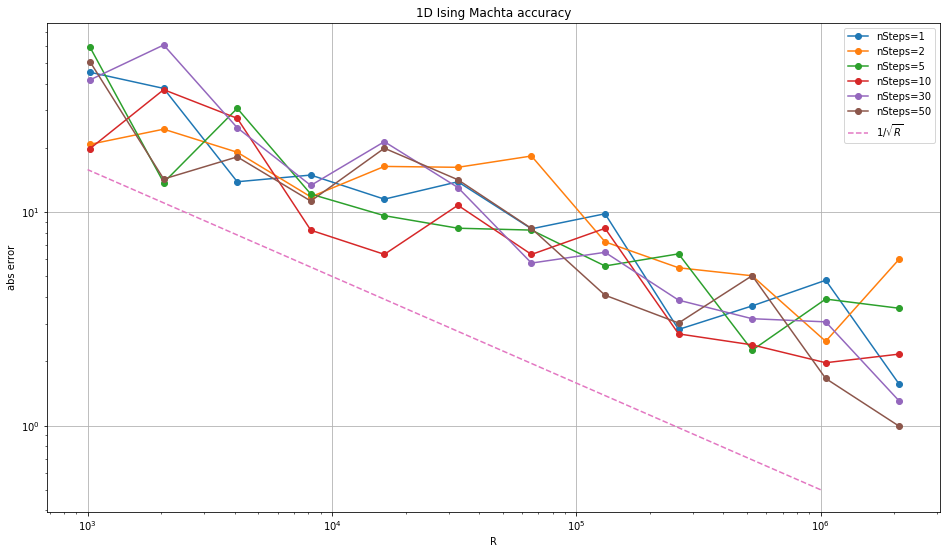 1D Ising Machta accuracy
nSteps=1
nSteps=2
nSteps=5
nSteps=10
nSteps=30
nSteps=50
1/√R
abs error
10¹
10⁰
10³
10⁴
10⁵
10⁶
R